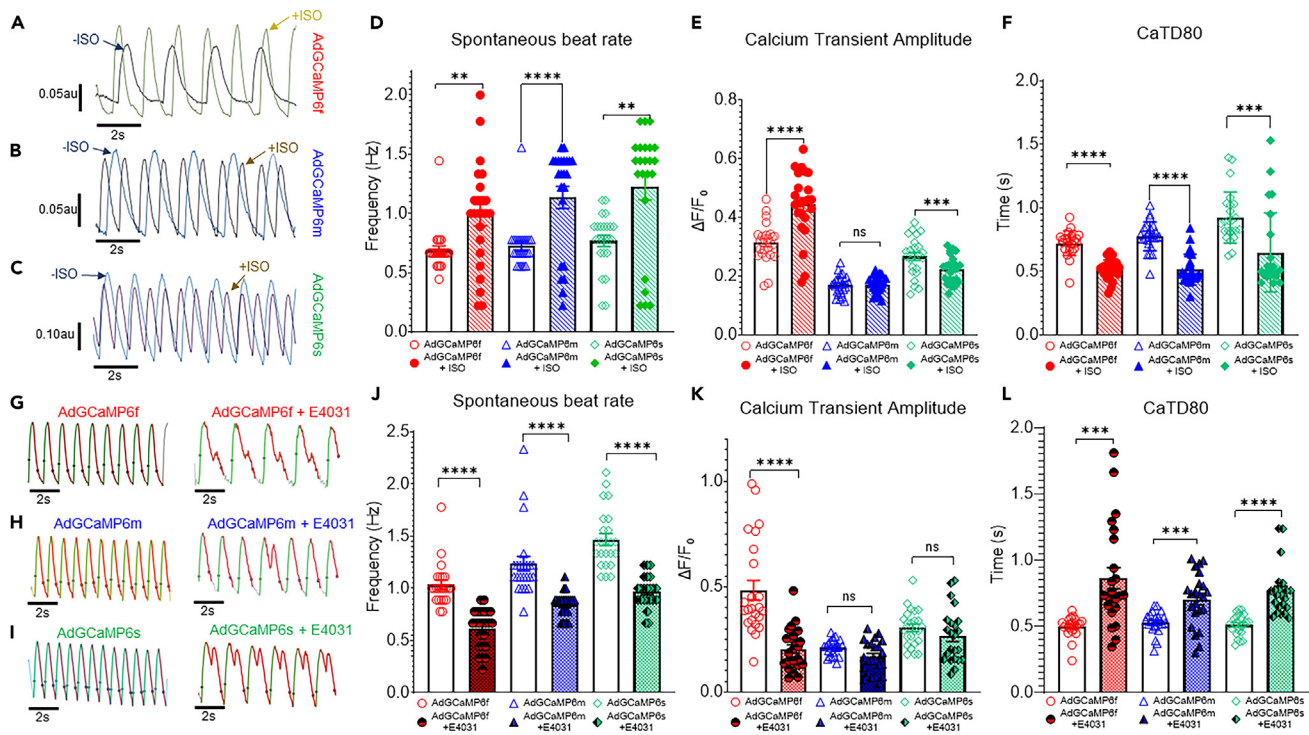 A
-ISO
+ISO
0.05au
2s
AdGCaMP6f
B
-ISO
+ISO
0.05au
2s
AdGCaMP6m
C
-ISO
+ISO
0.10au
2s
AdGCaMP6s
D
Spontaneous beat rate
Frequency (Hz)
2.5
2.0
1.5
1.0
0.5
0.0
**
****
**
AdGCaMP6f
AdGCaMP6m
AdGCaMP6s
AdGCaMP6f
AdGCaMP6m
AdGCaMP6s
+ ISO
+ ISO
+ ISO
E
Calcium Transient Amplitude
ΔF/F0
0.8
0.6
0.4
0.2
0.0
****
ns
***
AdGCaMP6f
AdGCaMP6m
AdGCaMP6s
AdGCaMP6f
AdGCaMP6m
AdGCaMP6s
+ ISO
+ ISO
+ ISO
F
CaTD80
Time (s)
2.0
1.5
1.0
0.5
0.0
****
****
***
AdGCaMP6f
AdGCaMP6m
AdGCaMP6s
AdGCaMP6f
AdGCaMP6m
AdGCaMP6s
+ ISO
+ ISO
+ ISO
G
AdGCaMP6f
AdGCaMP6f + E4031
2s
2s
H
AdGCaMP6m
AdGCaMP6m + E4031
2s
2s
I
AdGCaMP6s
AdGCaMP6s + E4031
2s
2s
J
Spontaneous beat rate
Frequency (Hz)
2.5
2.0
1.5
1.0
0.5
0.0
****
****
****
AdGCaMP6f
AdGCaMP6m
AdGCaMP6s
AdGCaMP6f
AdGCaMP6m
AdGCaMP6s
+E4031
+ E4031
+E4031
K
Calcium Transient Amplitude
ΔF/F0
1.0
0.5
0.0
****
ns
ns
AdGCaMP6f
AdGCaMP6m
AdGCaMP6s
AdGCaMP6f
AdGCaMP6m
AdGCaMP6s
+E4031
+ E4031
+E4031
L
CaTD80
Time (s)
2.0
1.5
1.0
0.5
0.0
***
***
****
AdGCaMP6f
AdGCaMP6m
AdGCaMP6s
AdGCaMP6f
AdGCaMP6m
AdGCaMP6s
+E4031
+ E4031
+E4031